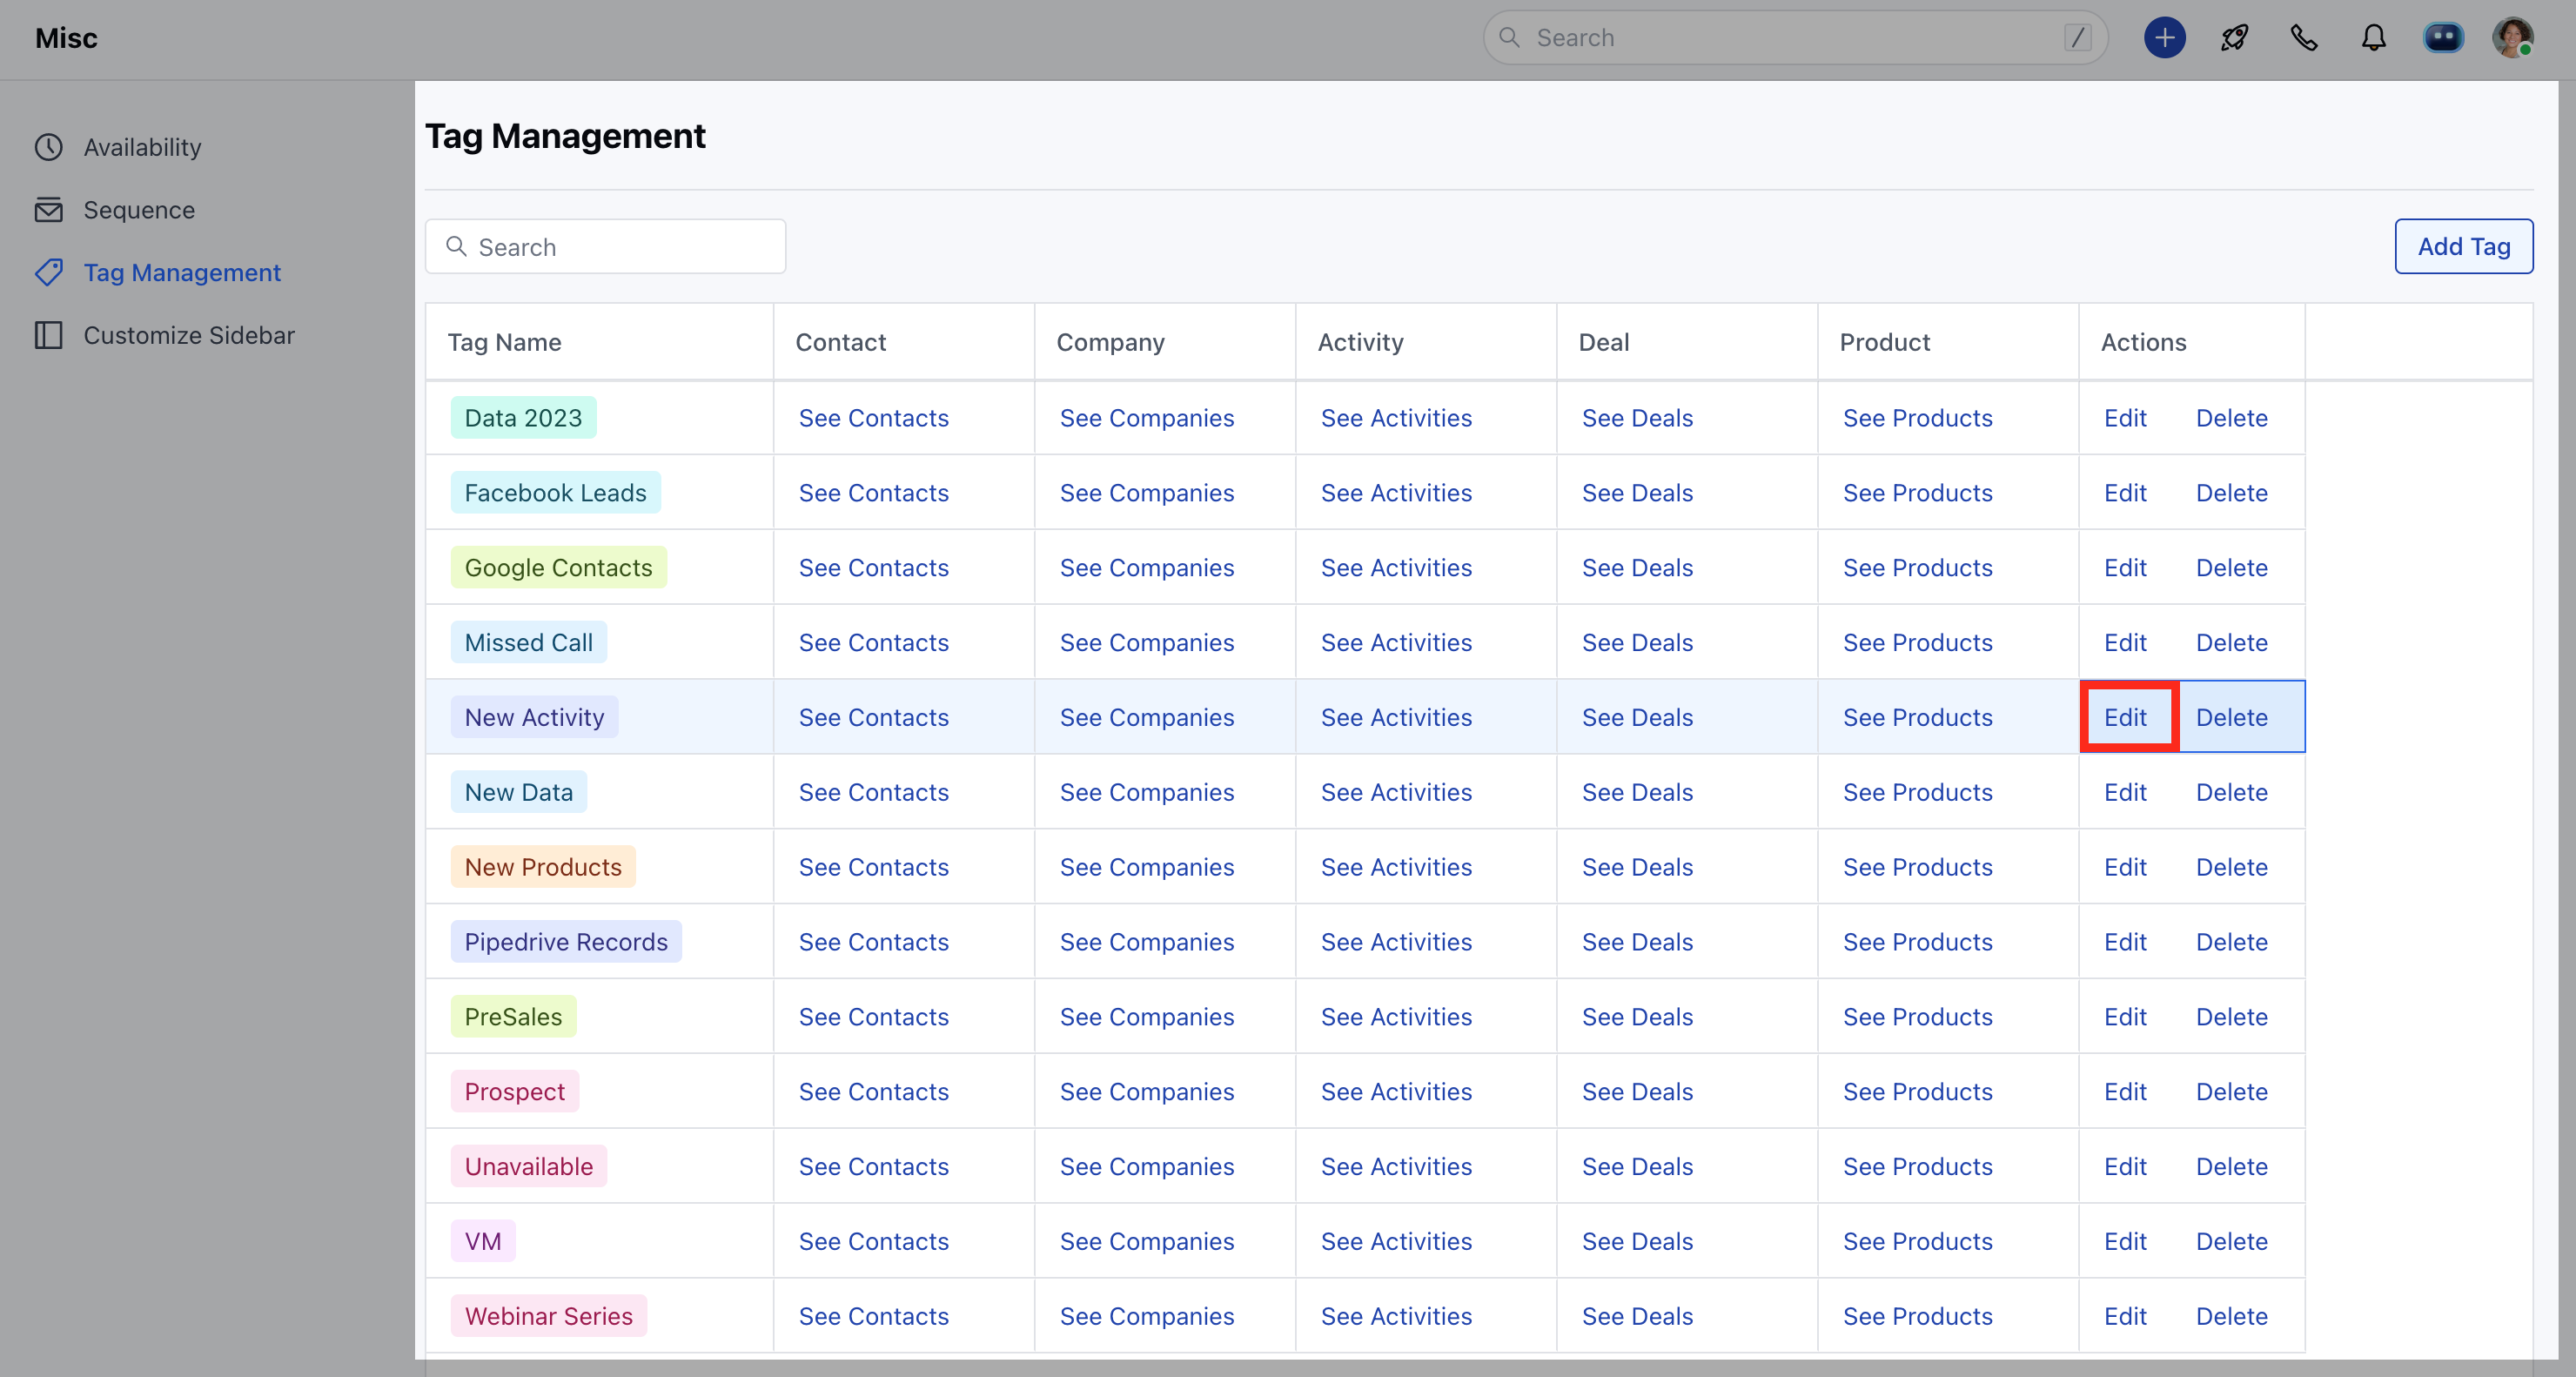 Misc
Search /
Availability
Sequence
Tag Management
Customize Sidebar
Tag Management
Search
Add Tag
Tag Name Contact Company Activity Deal Product Actions
Data 2023 See Contacts See Companies See Activities See Deals See Products Edit Delete
Facebook Leads See Contacts See Companies See Activities See Deals See Products Edit Delete
Google Contacts See Contacts See Companies See Activities See Deals See Products Edit Delete
Missed Call See Contacts See Companies See Activities See Deals See Products Edit Delete
New Activity See Contacts See Companies See Activities See Deals See Products Edit Delete
New Data See Contacts See Companies See Activities See Deals See Products Edit Delete
New Products See Contacts See Companies See Activities See Deals See Products Edit Delete
Pipedrive Records See Contacts See Companies See Activities See Deals See Products Edit Delete
PreSales See Contacts See Companies See Activities See Deals See Products Edit Delete
Prospect See Contacts See Companies See Activities See Deals See Products Edit Delete
Unavailable See Contacts See Companies See Activities See Deals See Products Edit Delete
VM See Contacts See Companies See Activities See Deals See Products Edit Delete
Webinar Series See Contacts See Companies See Activities See Deals See Products Edit Delete